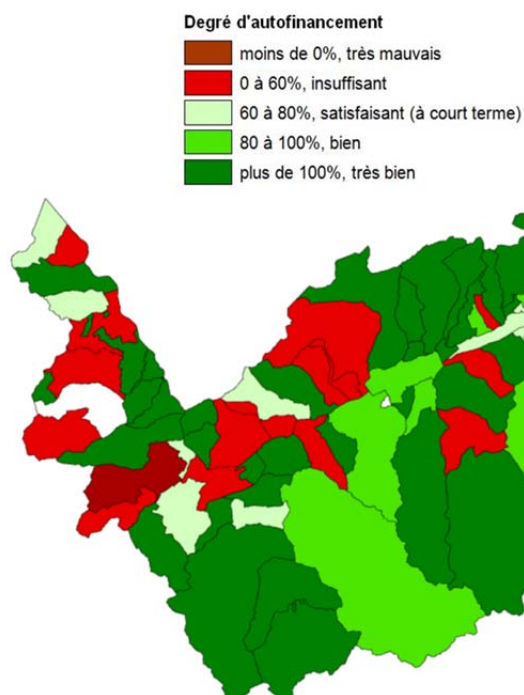 Degré d'autofinancement
moins de 0%, très mauvais
0 à 60%, insuffisant
60 à 80%, satisfaisant (à court terme)
80 à 100%, bien
plus de 100%, très bien